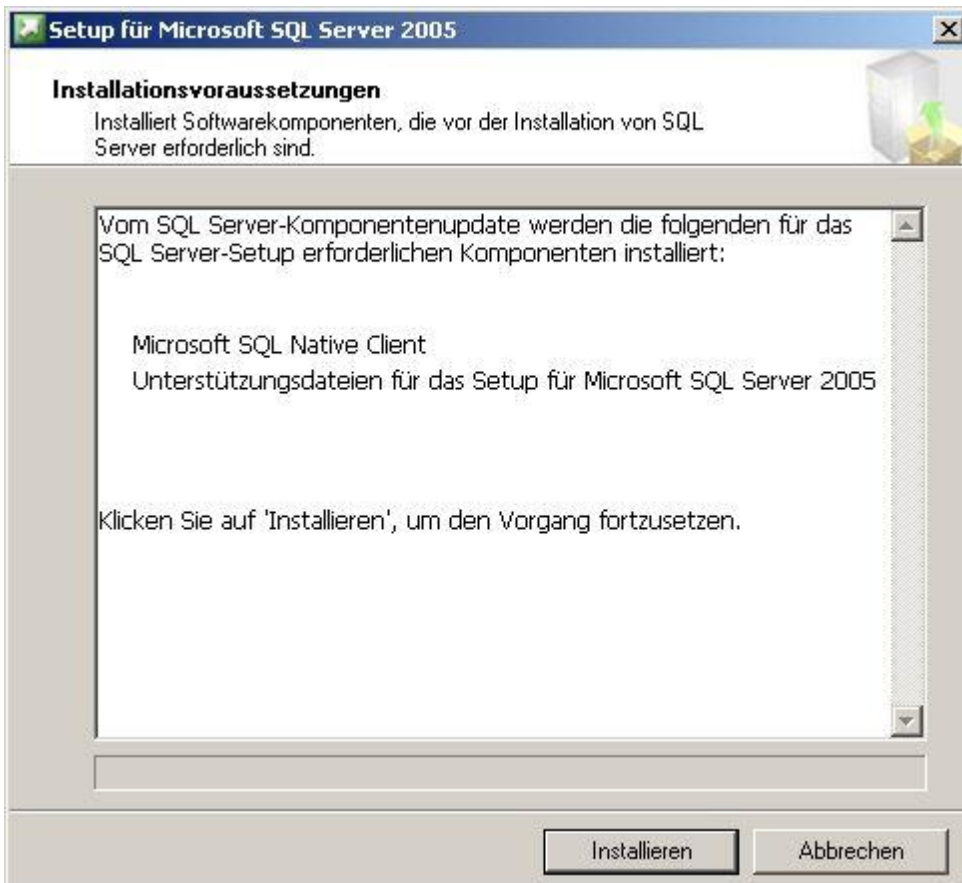 Setup für Microsoft SQL Server 2005
Installationsvoraussetzungen
Installiert Softwarekomponenten, die vor der Installation von SQL
Server erforderlich sind.
Vom SQL Server-Komponentenupdate werden die folgenden für das
SQL Server-Setup erforderlichen Komponenten installiert:
Microsoft SQL Native Client
Unterstützungsdateien für das Setup für Microsoft SQL Server 2005
Klicken Sie auf 'Installieren', um den Vorgang fortzusetzen.
Installieren
Abbrechen